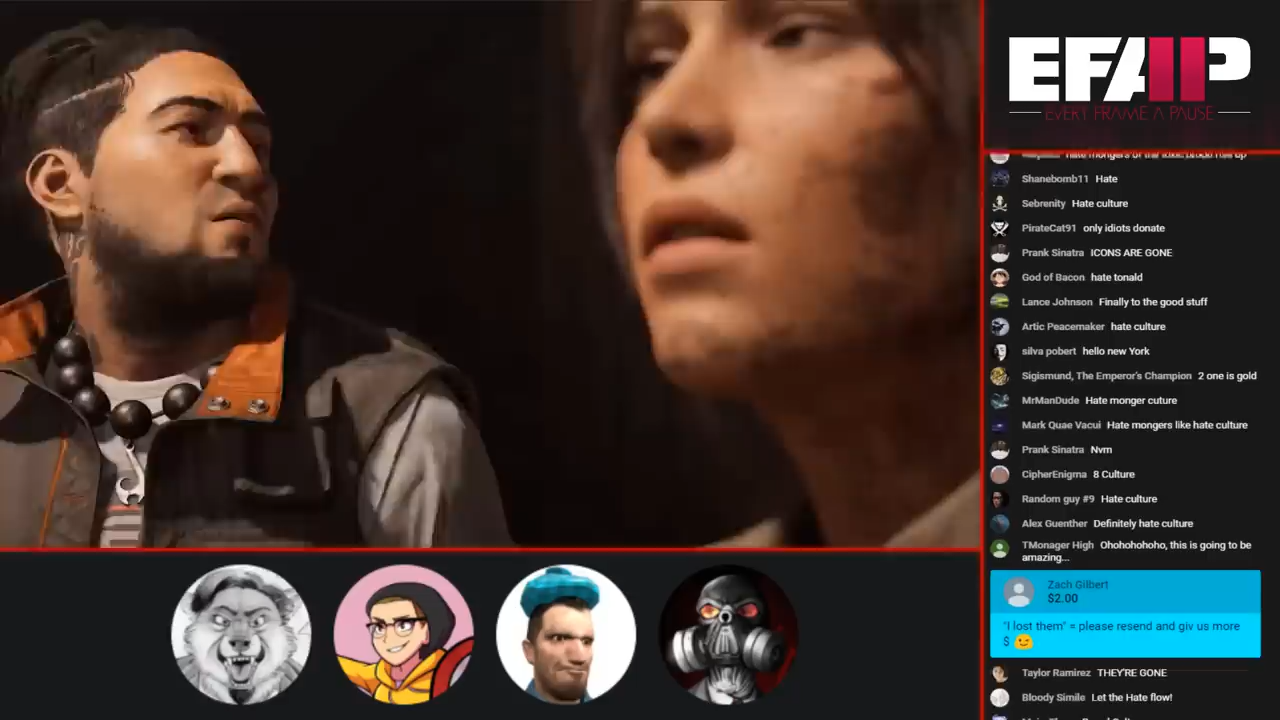 EFAP
EVERY FRAME A PAUSE
Shanebomb11 Hate
Sebrenity Hate culture
PirateCat91 only idiots donate
Prank Sinatra ICONS ARE GONE
God of Bacon hate tonald
Lance Johnson Finally to the good stuff
Artic Peacemaker hate culture
silva pobert hello new York
Sigismund, The Emperor's Champion 2 one is gold
MrManDude Hate monger cuture
Mark Quae Vacui Hate mongers like hate culture
Prank Sinatra Nvm
CipherEnigma 8 Culture
Random guy #9 Hate culture
Alex Guenther Definitely hate culture
TMonager High Ohohohohoho, this is going to be
amazing...
Zach Gilbert
$2.00
"I lost them" = please resend and giv us more
$ 😉
Taylor Ramirez THEY'RE GONE
Bloody Simile Let the Hate flow!